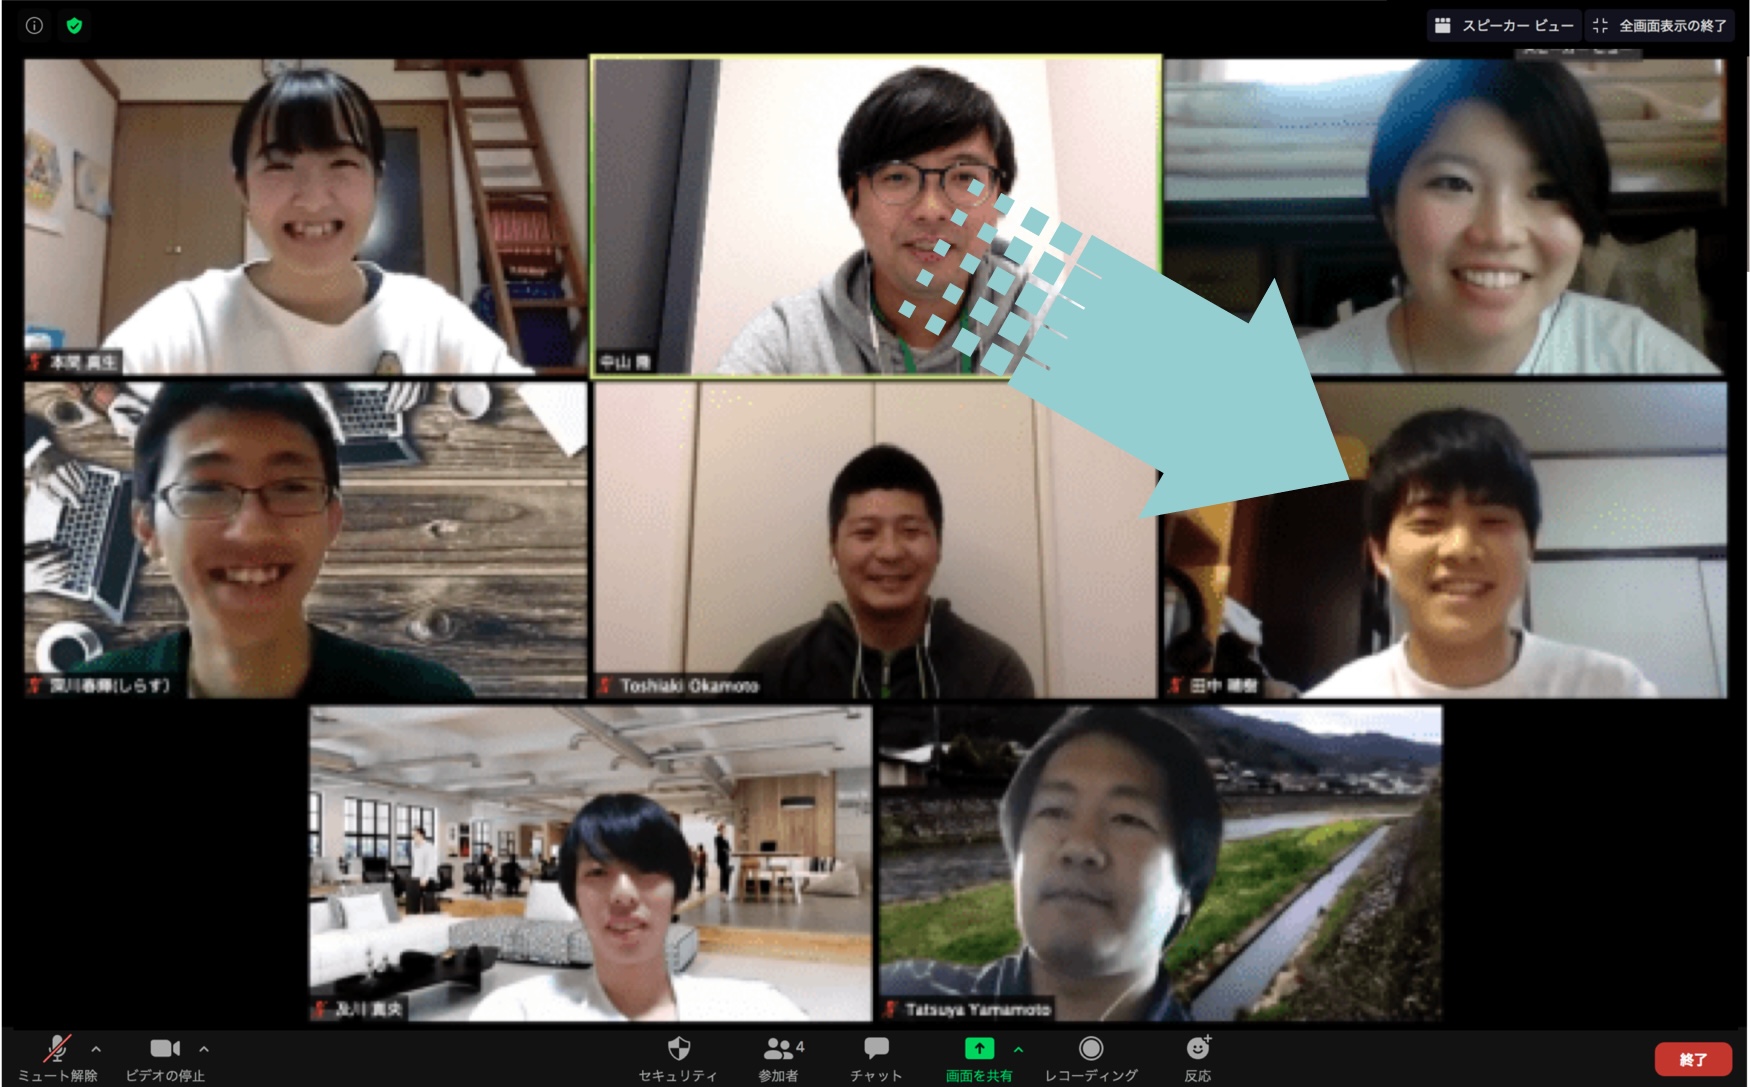 スピーカー ビュー
全画面表示の終了
本間 真生
中山 隆
深川春輝(しらす)
Toshiaki Okamoto
田中
及川 真央
Tatsuya Yamamoto
ミュート解除
ビデオの停止
セキュリティ
4
参加者
チャット
画面を共有
レコーディング
反応
終了